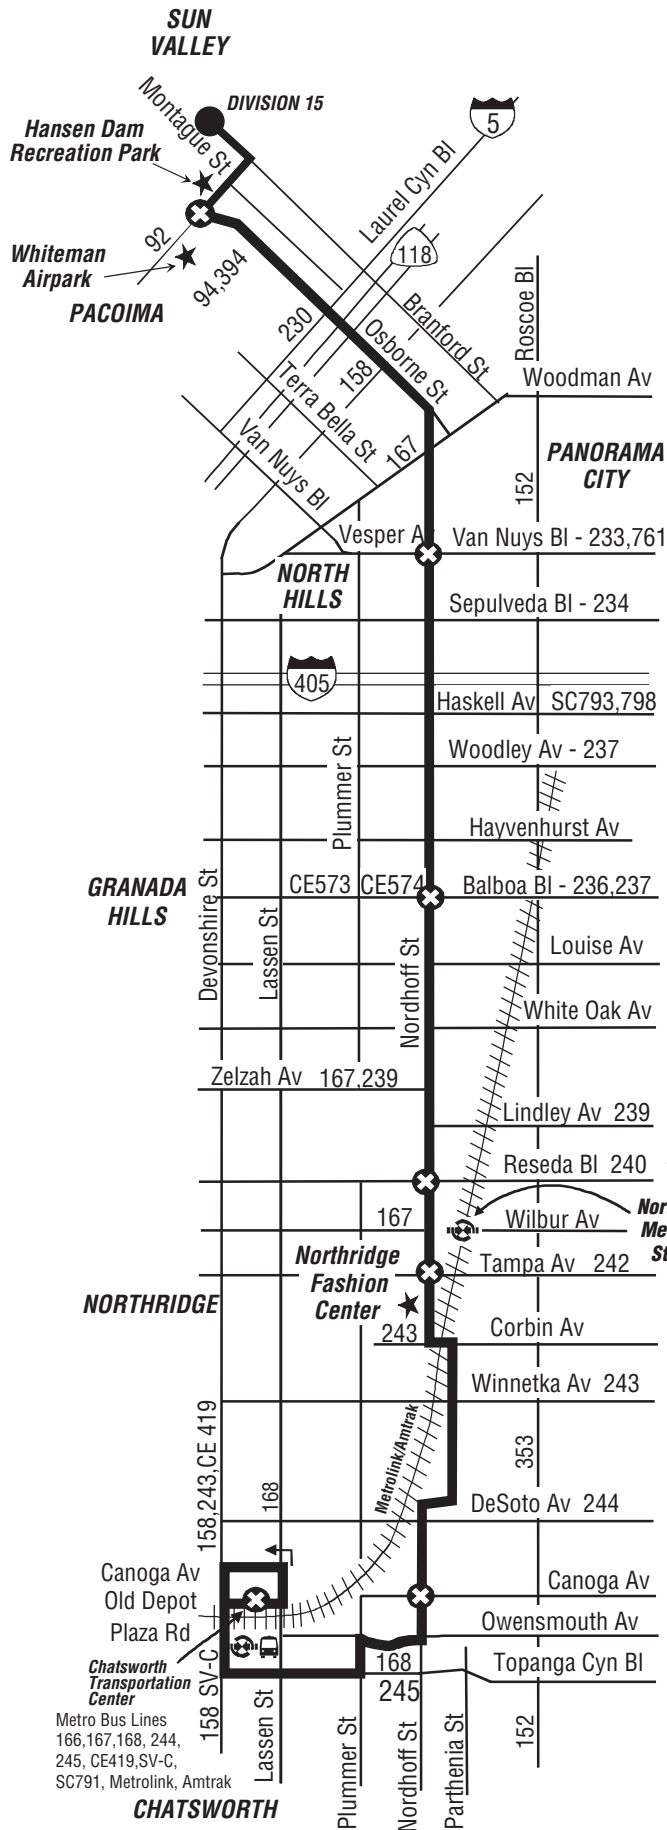 SUN
VALLEY
DIVISION 15
Montague St
Hansen Dam
Recreation Park
5
Laurel Cyn Bl
118
92
Whiteman
Airpark
94,394
PACOIMA
230
Osborne St
Branford St
Roscoe Bl
158
Woodman Av
Terra Bella St
Van Nuys Bl
167
PANORAMA
CITY
152
Vesper Av
Van Nuys Bl - 233,761
NORTH
HILLS
Sepulveda Bl - 234
405
Haskell Av SC793,798
Plummer St
Woodley Av - 237
Hayvenhurst Av
GRANADA
HILLS
CE573
CE574
Balboa Bl - 236,237
Devonshire St
Lassen St
Nordhoff St
Louise Av
White Oak Av
Zelzah Av 167,239
Lindley Av 239
Reseda Bl 240
167
Wilbur Av
Northridge
Fashion
Center
Tampa Av 242
NORTHRIDGE
243
Corbin Av
Winnetka Av 243
Metrolink/Amtrak
158,243,CE 419
168
353
DeSoto Av 244
Canoga Av
Old Depot
Plaza Rd
Canoga Av
Owensmouth Av
168
245
Topanga Cyn Bl
Chatsworth
Transportation
Center
Metro Bus Lines
166,167,168, 244,
245, CE419,SV-C,
SC791, Metrolink, Amtrak
158 SV-C
Lassen St
Plummer St
Nordhoff St
Parthenia St
152
CHATSWORTH